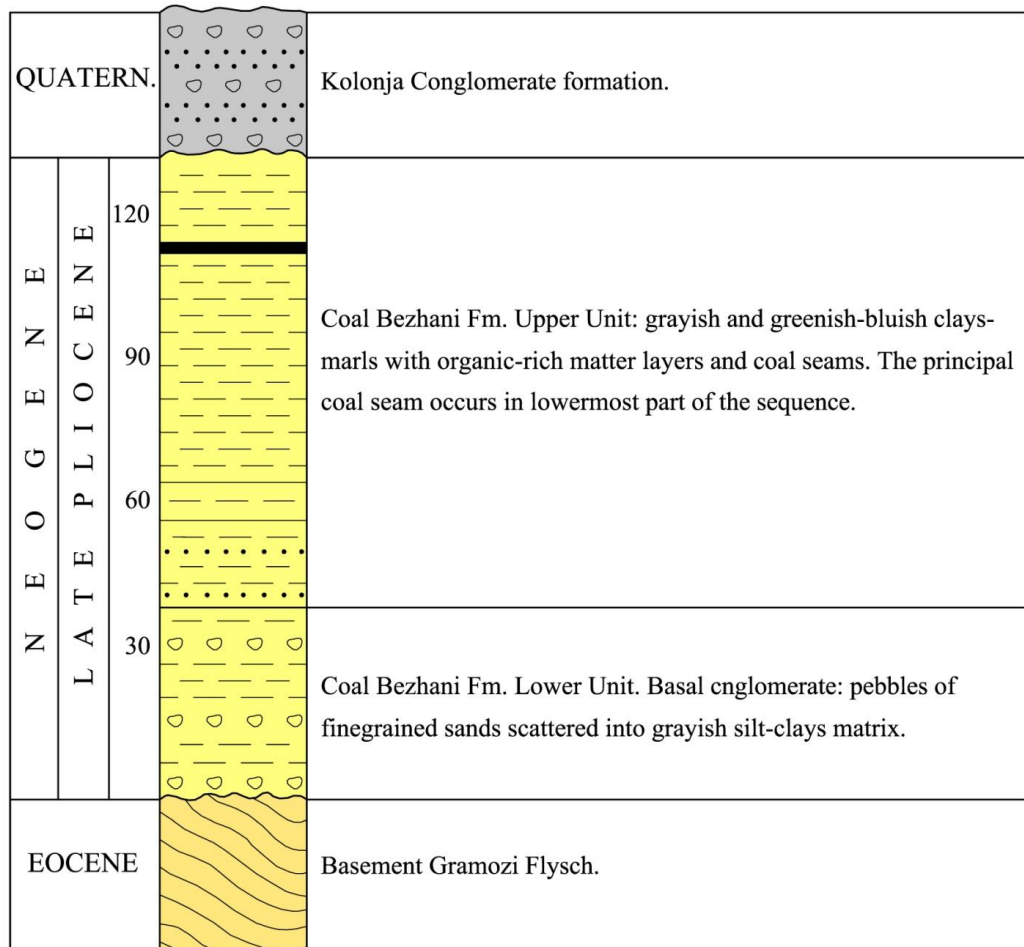 QUATERN.
Kolonja Conglomerate formation.
NEOGENE
LATE PLIOCENE
120
90
60
30
Coal Bezhani Fm. Upper Unit: grayish and greenish-bluish clays-
marls with organic-rich matter layers and coal seams. The principal
coal seam occurs in lowermost part of the sequence.
Coal Bezhani Fm. Lower Unit. Basal cnglomerate: pebbles of
finegrained sands scattered into grayish silt-clays matrix.
EOCENE
Basement Gramozi Flysch.